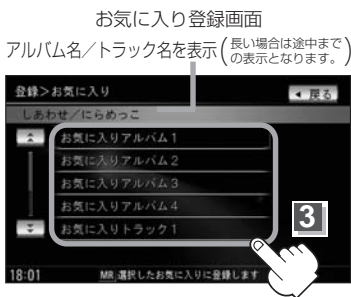 お気に入り登録画面
アルバム名／トラック名を表示(長い場合は途中までの表示となります。)
登録>お気に入り
◀ 戻る
しあわせ／にらめっこ
お気に入りアルバム1
お気に入りアルバム2
お気に入りアルバム3
お気に入りアルバム4
お気に入りトラック1
3
18:01
MR 選択したお気に入りに登録します